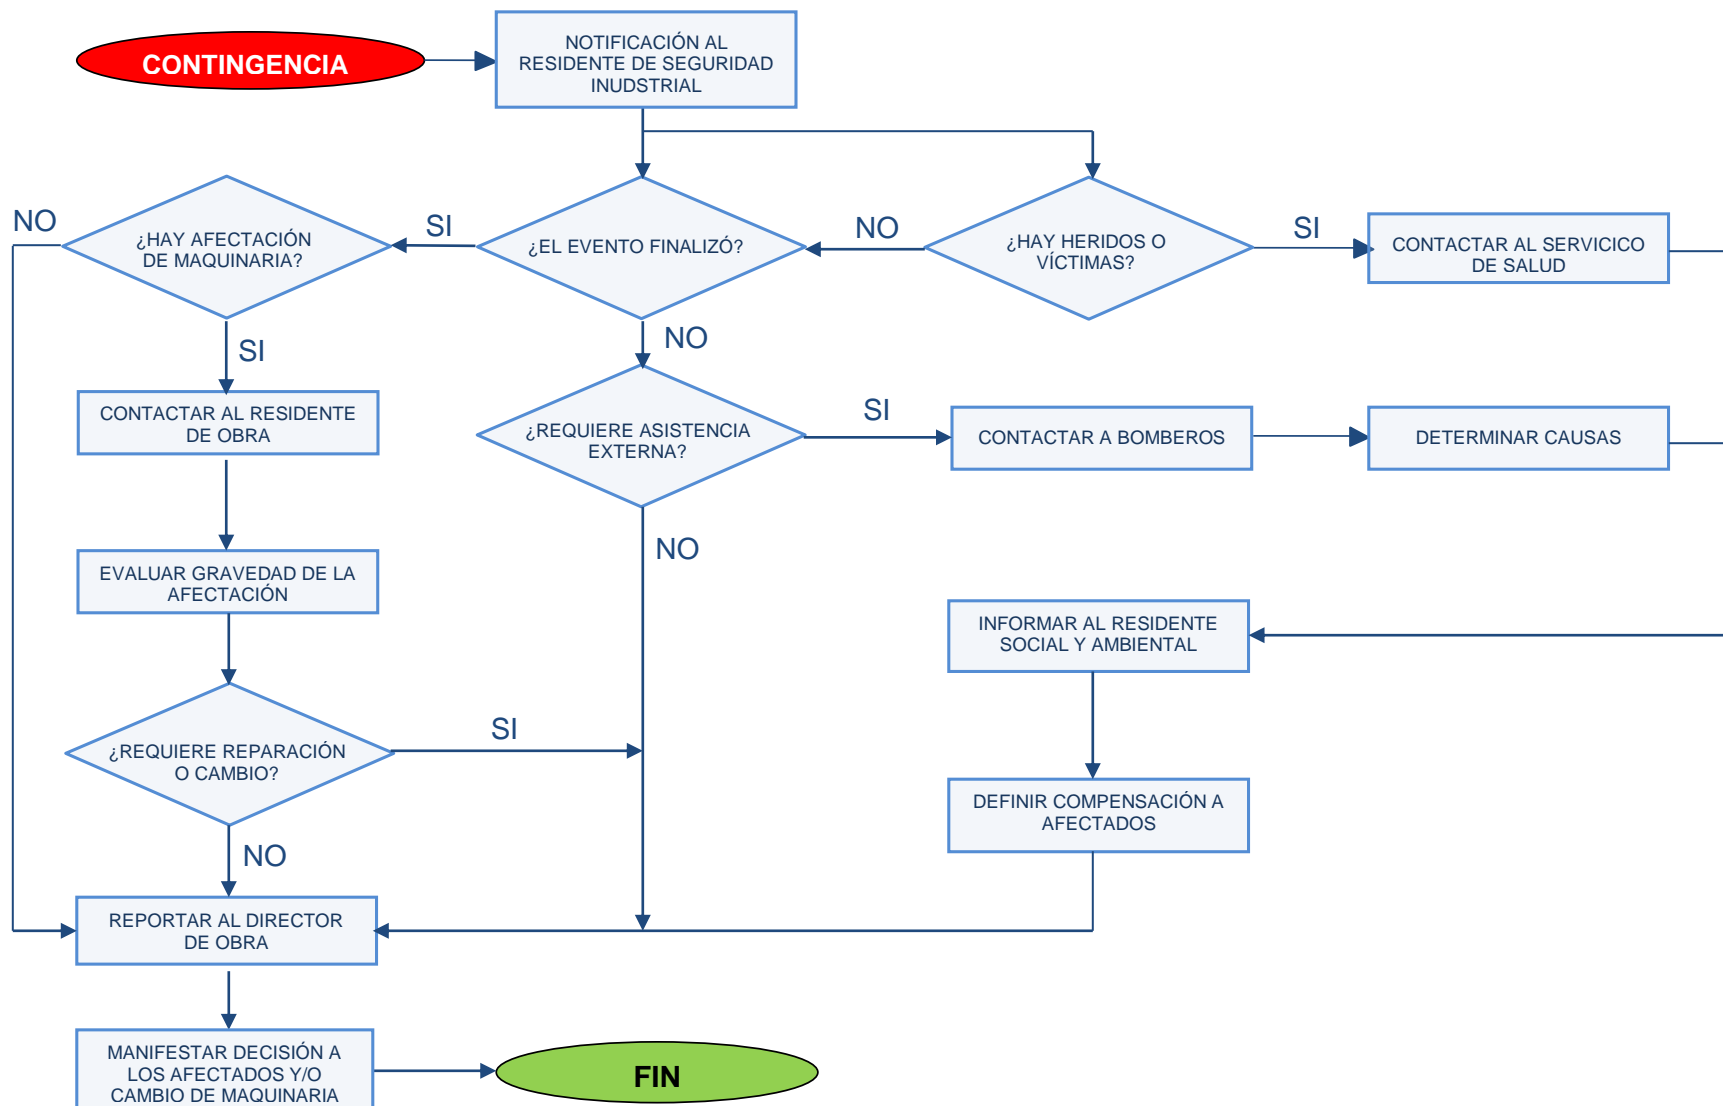 CONTINGENCIA
NOTIFICACIÓN AL
RESIDENTE DE SEGURIDAD
INUDSTRIAL
NO
¿HAY AFECTACIÓN
DE MAQUINARIA?
SI
¿EL EVENTO FINALIZÓ?
NO
¿HAY HERIDOS O
VÍCTIMAS?
SI
CONTACTAR AL SERVICICO
DE SALUD
SI
NO
CONTACTAR AL RESIDENTE
DE OBRA
¿REQUIERE ASISTENCIA
EXTERNA?
SI
CONTACTAR A BOMBEROS
DETERMINAR CAUSAS
NO
EVALUAR GRAVEDAD DE LA
AFECTACIÓN
INFORMAR AL RESIDENTE
SOCIAL Y AMBIENTAL
¿REQUIERE REPARACIÓN
O CAMBIO?
SI
DEFINIR COMPENSACIÓN A
AFECTADOS
NO
REPORTAR AL DIRECTOR
DE OBRA
MANIFESTAR DECISIÓN A
LOS AFECTADOS Y/O
CAMBIO DE MAQUINARIA
FIN